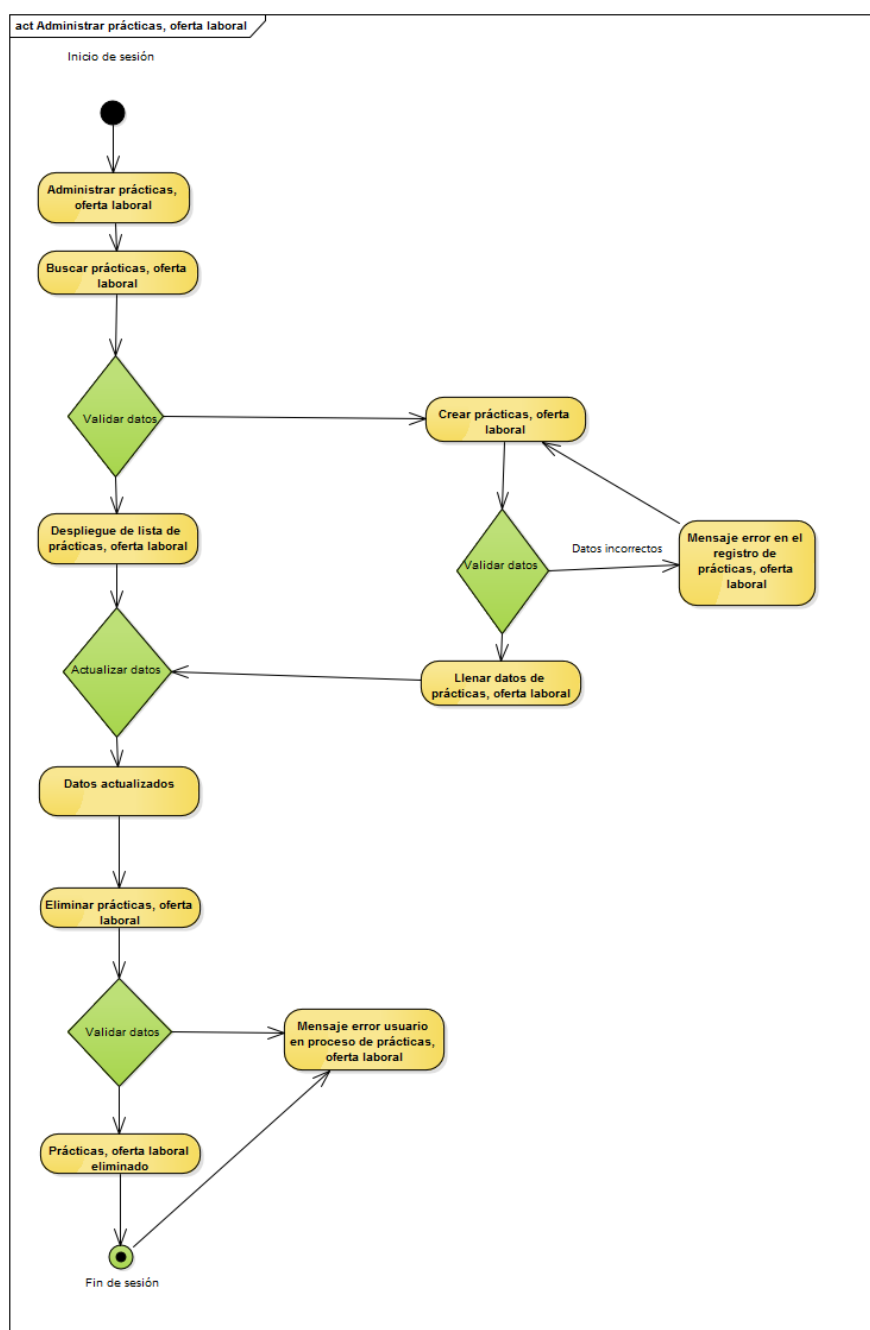 act Administrar prácticas, oferta laboral
Inicio de sesión
Administrar prácticas,
oferta laboral
Buscar prácticas, oferta
laboral
Validar datos
Crear prácticas, oferta
laboral
Despliegue de lista de
prácticas, oferta laboral
Validar datos
Datos incorrectos
Mensaje error en el
registro de
prácticas, oferta
laboral
Actualizar datos
Llenar datos de
prácticas, oferta laboral
Datos actualizados
Eliminar prácticas, oferta
laboral
Validar datos
Mensaje error usuario
en proceso de prácticas,
oferta laboral
Prácticas, oferta laboral
eliminado
Fin de sesión